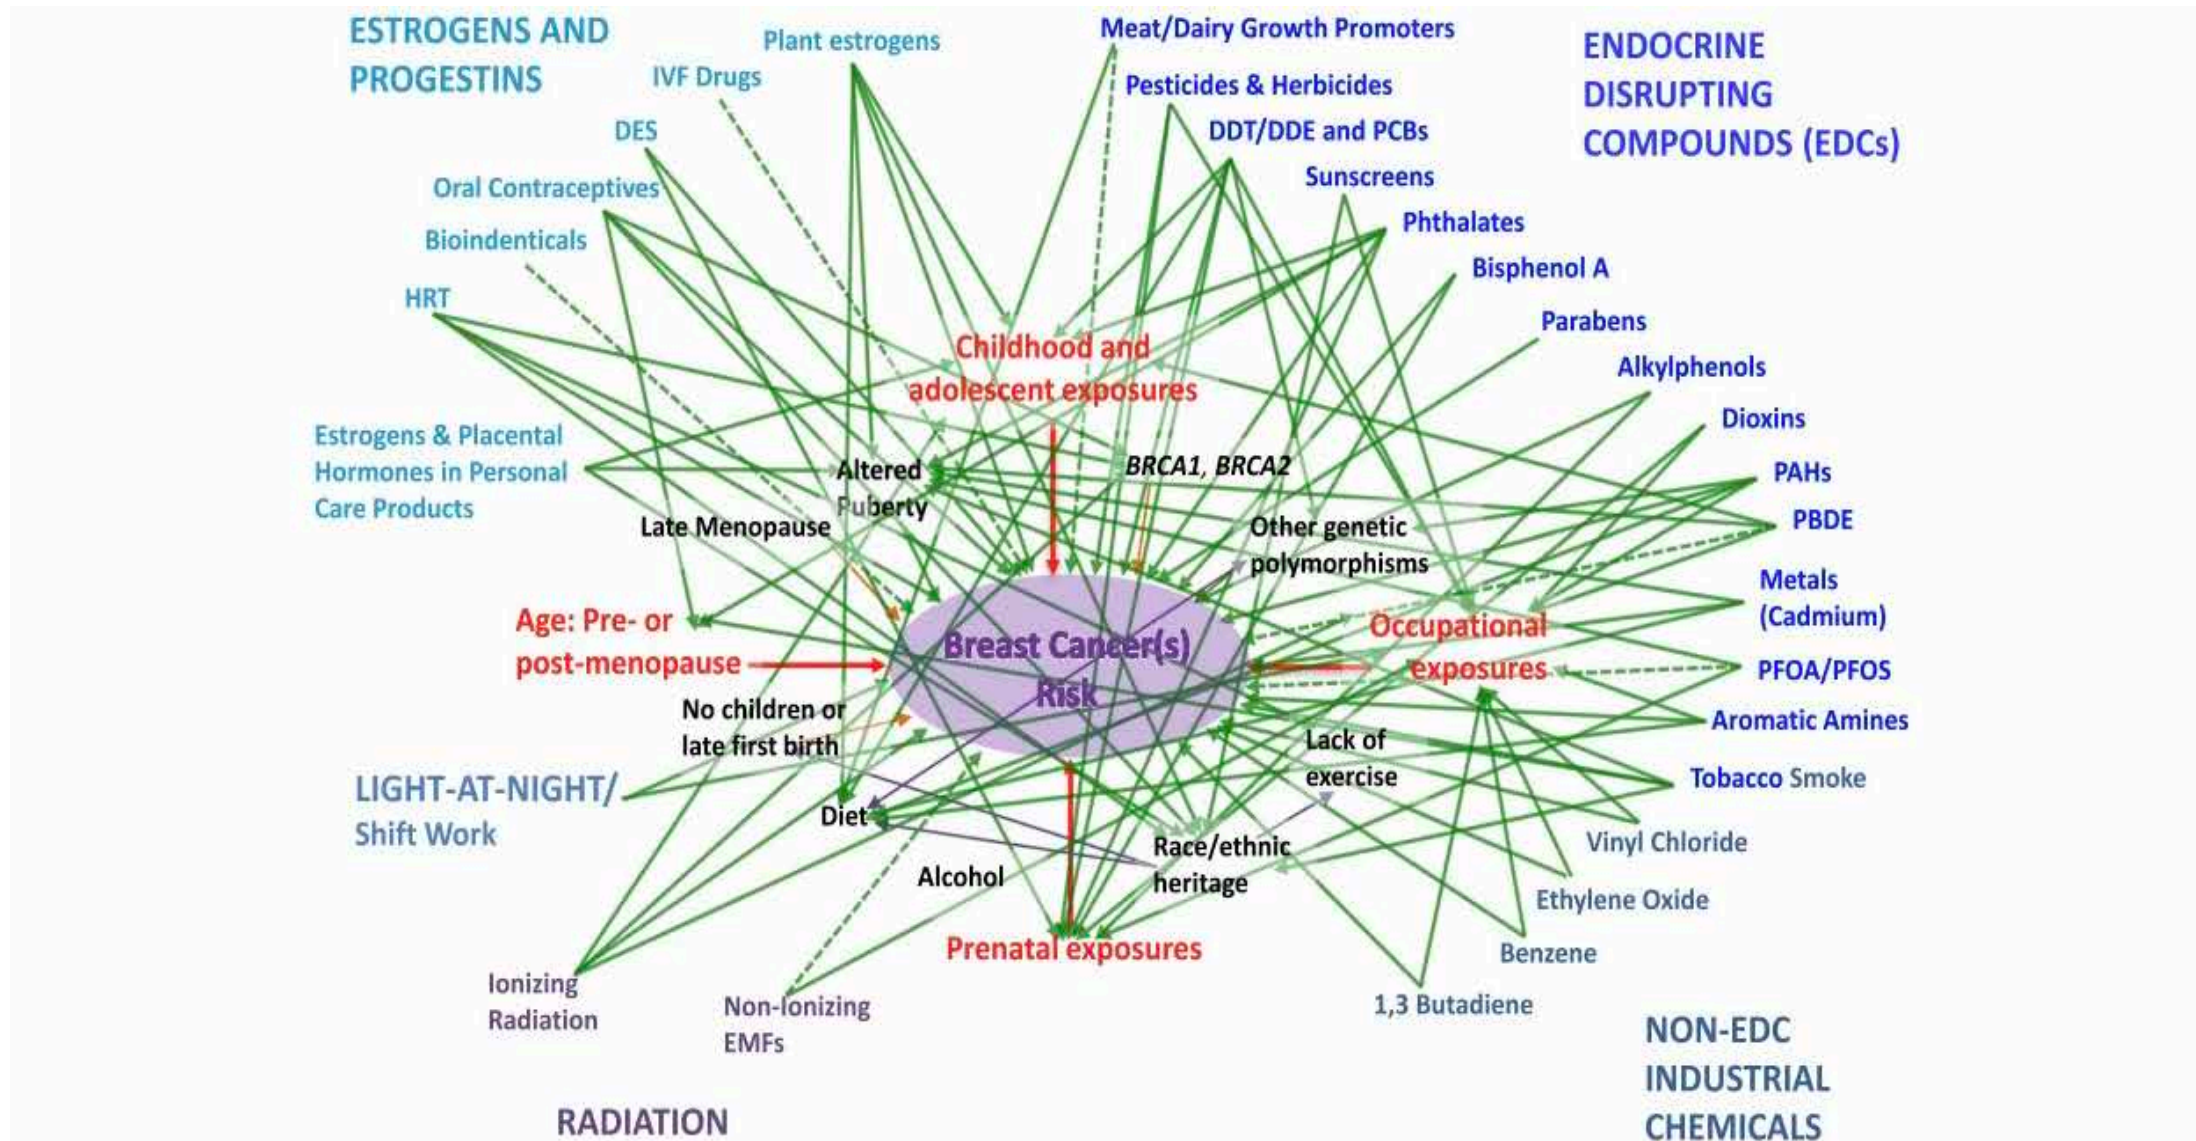 ESTROGENS AND
PROGESTINS
Plant estrogens
IVF Drugs
DES
Oral Contraceptives
Bioindenticals
HRT
Estrogens & Placental
Hormones in Personal
Care Products
Meat/Dairy Growth Promoters
Pesticides & Herbicides
DDT/DDE and PCBs
Sunscreens
Phthalates
Bisphenol A
Parabens
Alkylphenols
Dioxins
PAHs
PBDE
Metals
(Cadmium)
PFOA/PFOS
Aromatic Amines
Tobacco Smoke
Vinyl Chloride
Ethylene Oxide
Benzene
1,3 Butadiene
ENDOCRINE
DISRUPTING
COMPOUNDS (EDCs)
Childhood and
adolescent exposures
Altered
Puberty
BRCA1, BRCA2
Late Menopause
Other genetic
polymorphisms
Age: Pre- or
post-menopause
Breast Cancer(s)
Risk
Occupational
exposures
No children or
late first birth
Lack of
exercise
Diet
Race/ethnic
heritage
Alcohol
Prenatal exposures
LIGHT-AT-NIGHT/
Shift Work
Ionizing
Radiation
Non-Ionizing
EMFs
RADIATION
NON-EDC
INDUSTRIAL
CHEMICALS